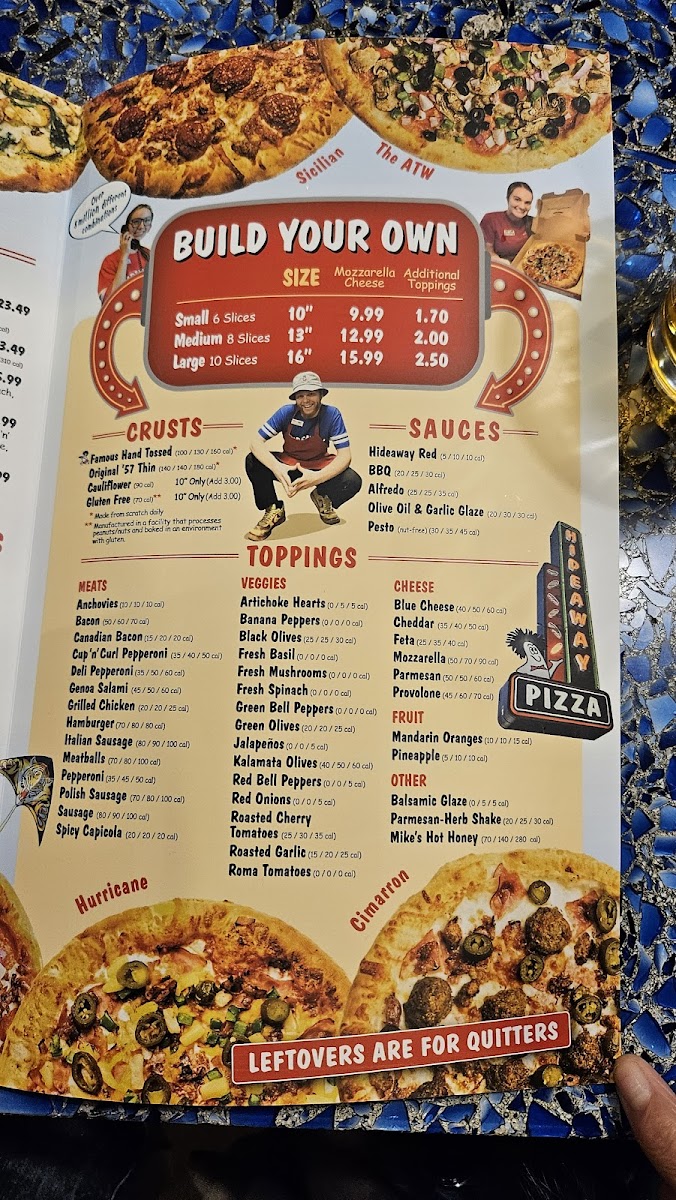 Sicilian
The ATW
Over
a million different
combinations
BUILD YOUR OWN
SIZE Mozzarella Cheese Additional Toppings
Small 6 Slices 10" 9.99 1.70
Medium 8 Slices 13" 12.99 2.00
Large 10 Slices 16" 15.99 2.50
23.49
3.49
310 cal)
.99
.99
CRUSTS
Famous Hand Tossed (100 / 130 / 160 cal)*
Original '57 Thin (140 / 140 / 180 cal)*
Cauliflower (90 cal) 10" Only (Add 3.00)
Gluten Free (70 cal)** 10" Only (Add 3.00)
* Made from scratch daily
** Manufactured in a facility that processes
peanuts/nuts and baked in an environment
with gluten.
SAUCES
Hideaway Red (5 / 10 / 10 cal)
BBQ (20 / 25 / 30 cal)
Alfredo (25 / 25 / 35 cal)
Olive Oil & Garlic Glaze (20 / 30 / 30 cal)
Pesto (nut-free) (30 / 35 / 45 cal)
TOPPINGS
MEATS
Anchovies (10 / 10 / 10 cal)
Bacon (50 / 60 / 70 cal)
Canadian Bacon (15 / 20 / 20 cal)
Cup 'n' Curl Pepperoni (35 / 40 / 50 cal)
Deli Pepperoni (35 / 50 / 60 cal)
Genoa Salami (45 / 50 / 60 cal)
Grilled Chicken (20 / 20 / 25 cal)
Hamburger (70 / 80 / 80 cal)
Italian Sausage (80 / 90 / 100 cal)
Meatballs (70 / 80 / 100 cal)
Pepperoni (35 / 45 / 50 cal)
Polish Sausage (70 / 80 / 100 cal)
Sausage (80 / 90 / 100 cal)
Spicy Capicola (20 / 20 / 20 cal)
VEGGIES
Artichoke Hearts (0 / 5 / 5 cal)
Banana Peppers (0 / 0 / 0 cal)
Black Olives (25 / 25 / 30 cal)
Fresh Basil (0 / 0 / 0 cal)
Fresh Mushrooms (0 / 0 / 0 cal)
Fresh Spinach (0 / 0 / 0 cal)
Green Bell Peppers (0 / 0 / 0 cal)
Green Olives (20 / 20 / 25 cal)
Jalapeños (0 / 0 / 5 cal)
Kalamata Olives (40 / 50 / 60 cal)
Red Bell Peppers (0 / 0 / 5 cal)
Red Onions (0 / 0 / 5 cal)
Roasted Cherry
Tomatoes (25 / 30 / 35 cal)
Roasted Garlic (15 / 20 / 25 cal)
Roma Tomatoes (0 / 0 / 0 cal)
CHEESE
Blue Cheese (40 / 50 / 60 cal)
Cheddar (35 / 40 / 50 cal)
Feta (25 / 35 / 40 cal)
Mozzarella (50 / 70 / 90 cal)
Parmesan (50 / 50 / 60 cal)
Provolone (45 / 60 / 70 cal)
FRUIT
Mandarin Oranges (10 / 10 / 15 cal)
Pineapple (5 / 10 / 10 cal)
OTHER
Balsamic Glaze (0 / 5 / 5 cal)
Parmesan-Herb Shake (20 / 25 / 30 cal)
Mike's Hot Honey (70 / 140 / 280 cal)
HIDEAWAY
PIZZA
Hurricane
Cimarron
LEFTOVERS ARE FOR QUITTERS